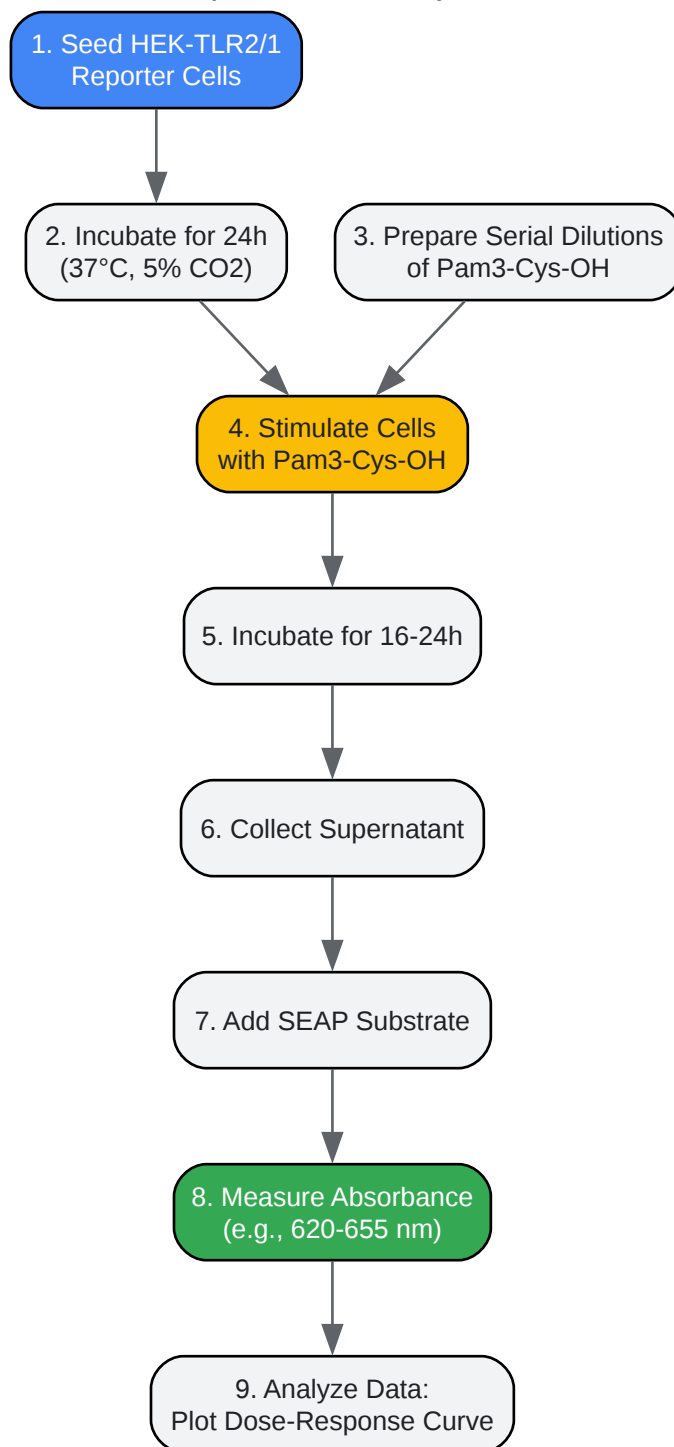 1. Seed HEK-TLR2/1
Reporter Cells
2. Incubate for 24h
(37°C, 5% CO2)
3. Prepare Serial Dilutions
of Pam3-Cys-OH
4. Stimulate Cells
with Pam3-Cys-OH
5. Incubate for 16-24h
6. Collect Supernatant
7. Add SEAP Substrate
8. Measure Absorbance
(e.g., 620-655 nm)
9. Analyze Data:
Plot Dose-Response Curve